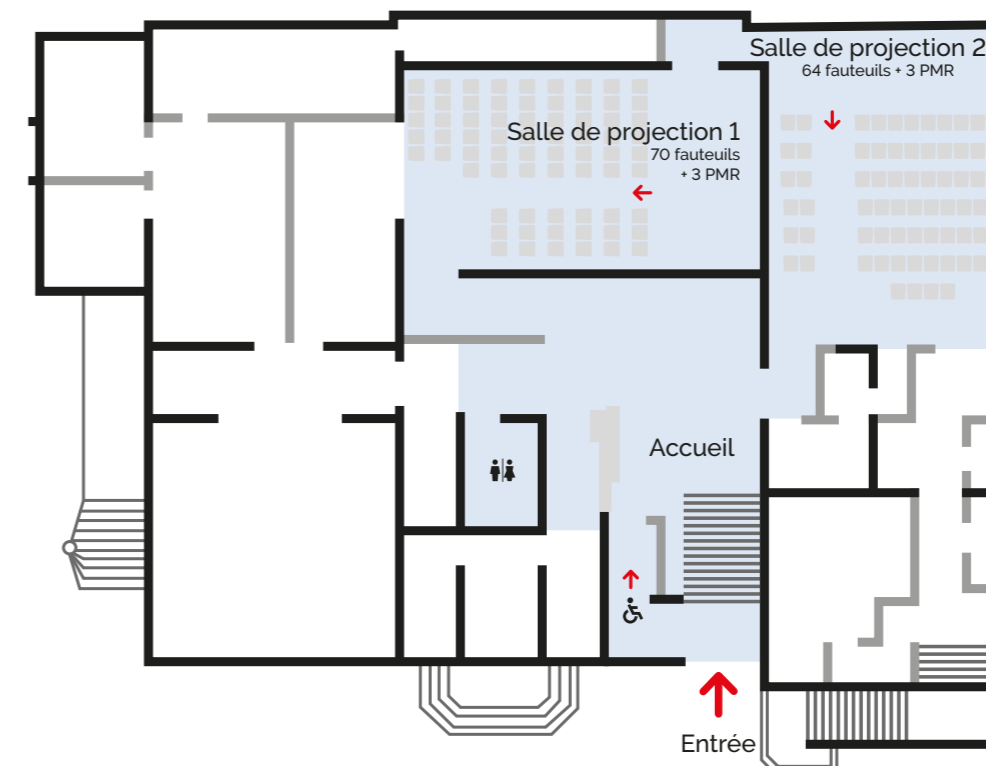 Salle de projection 2
64 fauteuils + 3 PMR
Salle de projection 1
70 fauteuils
+ 3 PMR
Accueil
Entrée